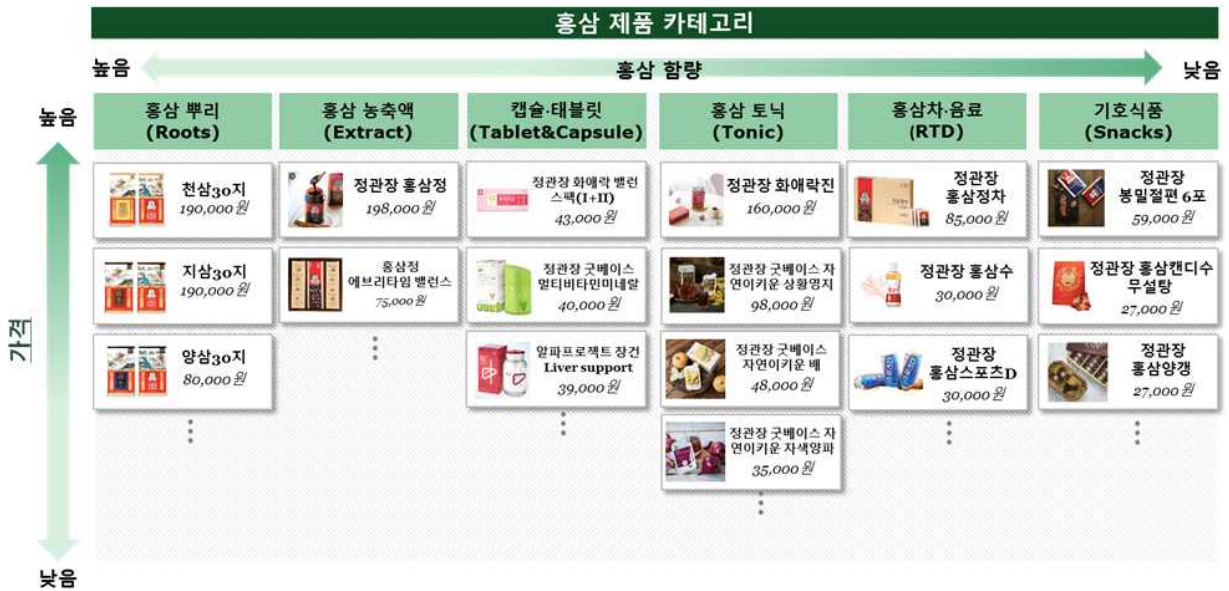 홍삼 제품 카테고리
높음
홍삼 함량
낮음
높음
가격
낮음
홍삼 뿌리
(Roots)
천삼30지
190,000원
지삼30지
190,000원
양삼30지
80,000원
홍삼 농축액
(Extract)
정관장 홍삼정
198,000원
홍삼정
에브리타임 밸런스
75,000원
캡슐·태블릿
(Tablet&Capsule)
정관장 화애락 밸런
스팩(I+II)
43,000원
정관장 굿베이스
멀티비타민미네랄
40,000원
알파프로젝트 장건
Liver support
39,000원
홍삼 토닉
(Tonic)
정관장 화애락진
160,000원
정관장 굿베이스 자
연이키운 상황영지
98,000원
정관장 굿베이스
자연이키운 배
48,000원
정관장 굿베이스 자
연이키운 자색양파
35,000원
홍삼차·음료
(RTD)
정관장
홍삼정차
85,000원
정관장 홍삼수
30,000원
정관장
홍삼스포츠D
30,000원
기호식품
(Snacks)
정관장
봉밀절편 6포
59,000원
정관장 홍삼캔디수
무설탕
27,000원
정관장
홍삼양갱
27,000원